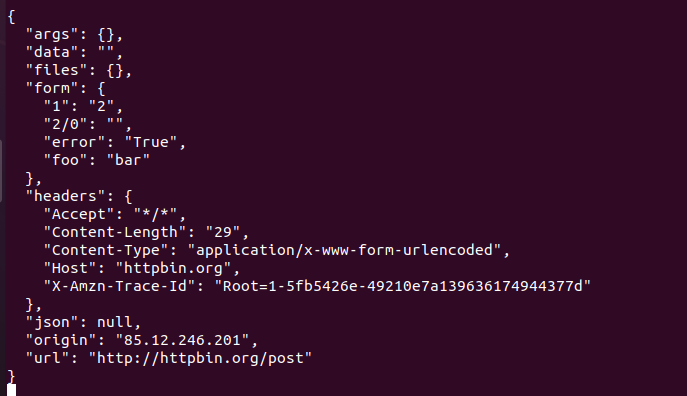 {
  "args": {},
  "data": "",
  "files": {},
  "form": {
    "1": "2",
    "2/0": "",
    "error": "True",
    "foo": "bar"
  },
  "headers": {
    "Accept": "*/*",
    "Content-Length": "29",
    "Content-Type": "application/x-www-form-urlencoded",
    "Host": "httpbin.org",
    "X-Amzn-Trace-Id": "Root=1-5fb5426e-49210e7a139636174944377d"
  },
  "json": null,
  "origin": "85.12.246.201",
  "url": "http://httpbin.org/post"
}